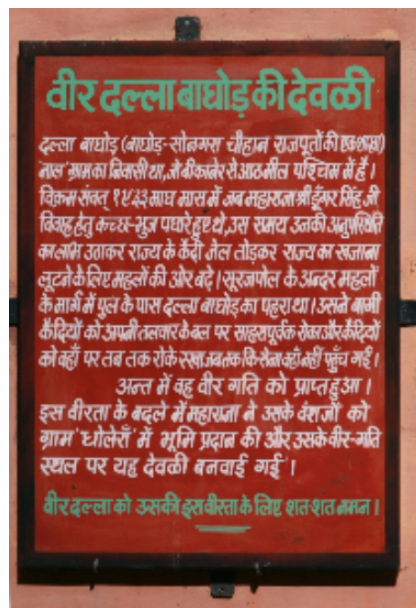 वीर दल्ला बाघोड़ की देवळी
दल्ला बाघोड़ (बाघोड़-सोनगरा चौहान राजपूतों की एक शाखा)
नाल ग्राम का निवासी था, जो बीकानेर से आठ मील पश्चिम में है।
विक्रम संवत् १९३३ माघ मास में जब महाराजा श्री डूँगर सिंह जी
विवाह हेतु कच्छ-भुज पधारे हुए थे, उस समय उनकी अनुपस्थिति
का लाभ उठाकर राज्य के कैदी जेल तोड़कर राज्य का खजाना
लूटने के लिए महलों की ओर बढ़े। सूरजपोल के अन्दर महलों
के मार्ग में पुल के पास दल्ला बाघोड़ का पहरा था। उसने बागी
कैदियों को अपनी तलवार के बल पर साहसपूर्वक रोका और कैदियों
को वहाँ पर तब तक रोके रखा जब तक कि सेना वहाँ नहीं पहुँच गई।
अन्त में वह वीर गति को प्राप्त हुआ।
इस वीरता के बदले में महाराजा ने उसके वंशजों को
ग्राम 'धोलेराँ' में भूमि प्रदान की और उसके वीर-गति
स्थल पर यह देवळी बनवाई गई।
वीर दल्ला को उसकी इस वीरता के लिए शत-शत नमन।